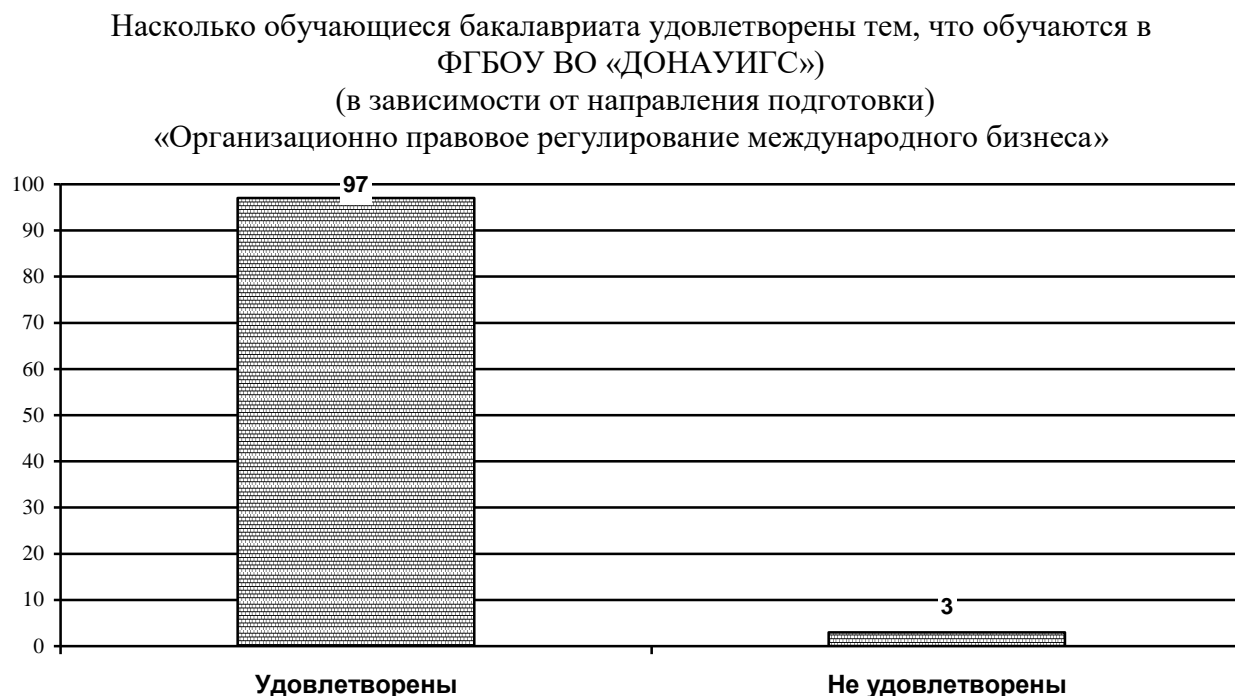 Насколько обучающиеся бакалавриата удовлетворены тем, что обучаются в
ФГБОУ ВО «ДОНАУИГС»)
(в зависимости от направления подготовки)
«Организационно правовое регулирование международного бизнеса»
100
97
90
80
70
60
50
40
30
20
10
3
0
Удовлетворены
Не удовлетворены